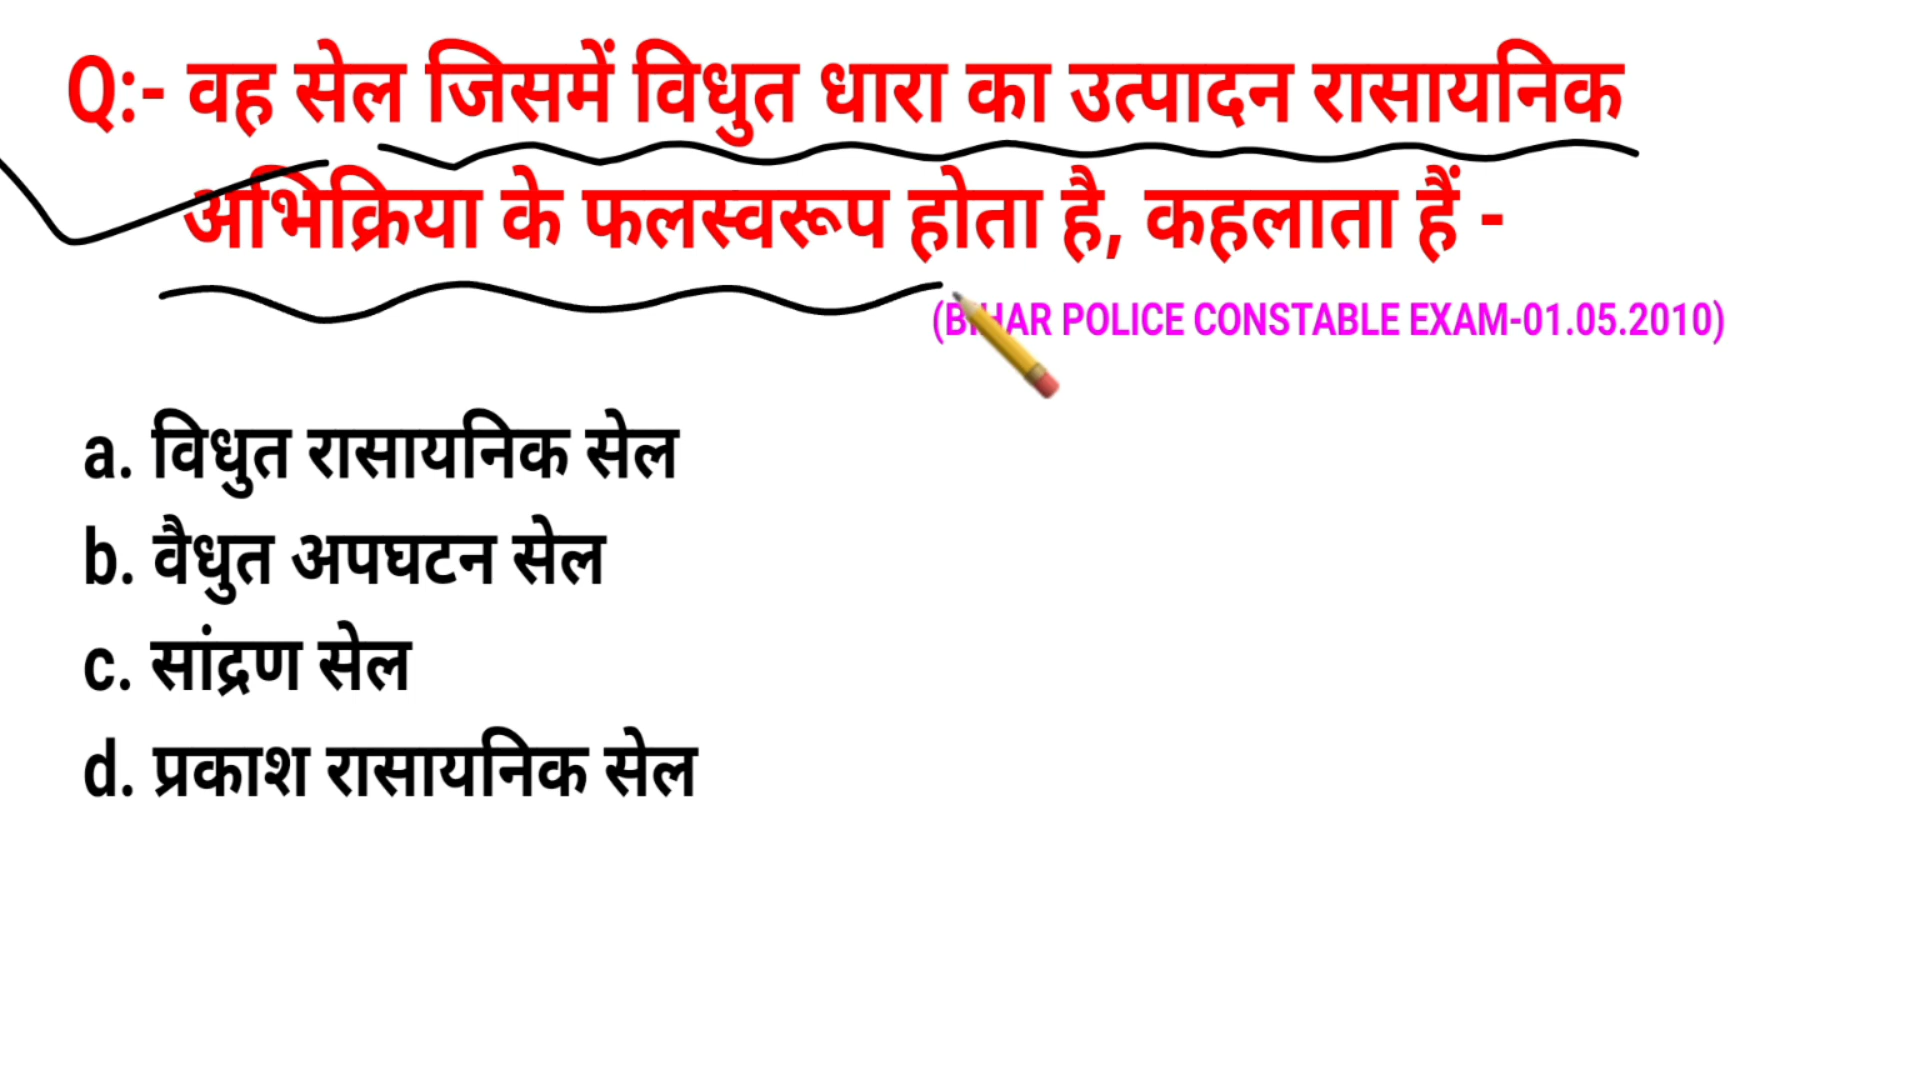 Q:- वह सेल जिसमें विधुत धारा का उत्पादन रासायनिक
अभिक्रिया के फलस्वरूप होता है, कहलाता हैं -
(BIHAR POLICE CONSTABLE EXAM-01.05.2010)
a. विधुत रासायनिक सेल
b. वैधुत अपघटन सेल
c. सांद्रण सेल
d. प्रकाश रासायनिक सेल